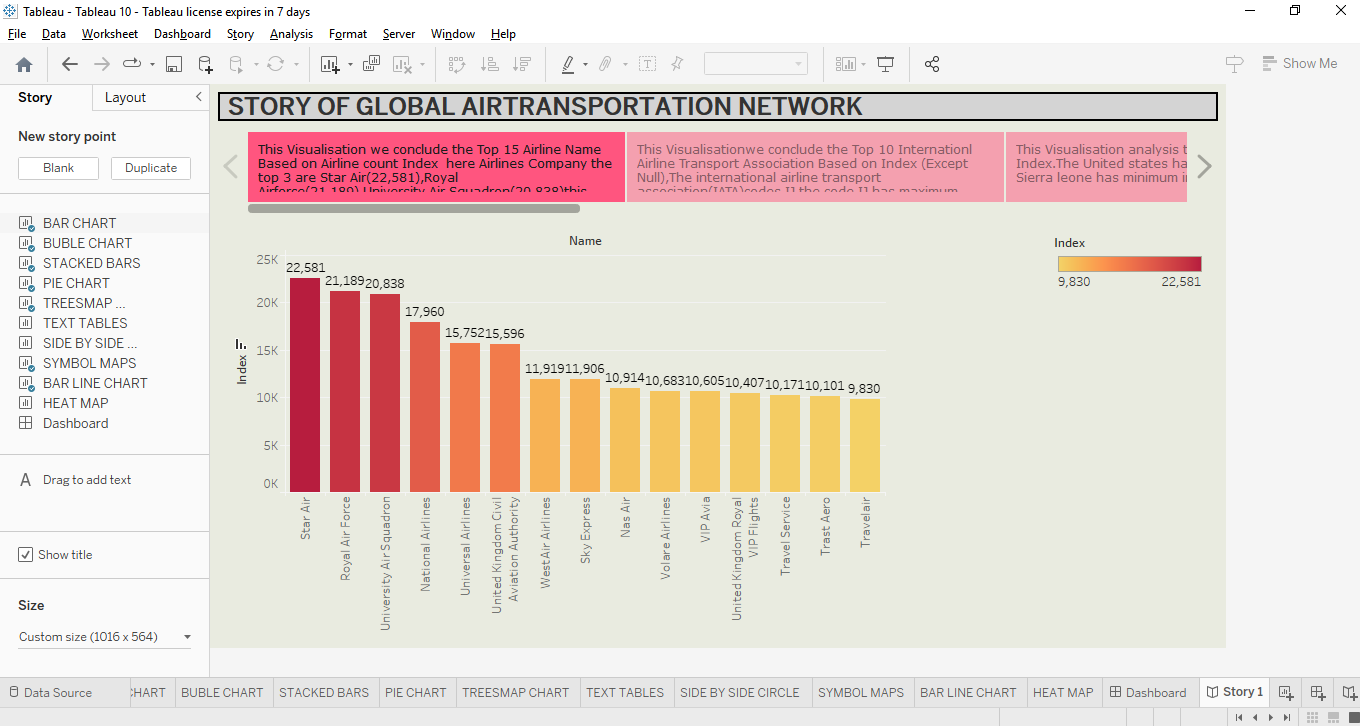 Tableau - Tableau 10 - Tableau license expires in 7 days
File Data Worksheet Dashboard Story Analysis Format Server Window Help
Show Me
Story Layout
New story point
Blank Duplicate
BAR CHART
BUBLE CHART
STACKED BARS
PIE CHART
TREESMAP ...
TEXT TABLES
SIDE BY SIDE ...
SYMBOL MAPS
BAR LINE CHART
HEAT MAP
Dashboard
A Drag to add text
Show title
Size
Custom size (1016 x 564)
STORY OF GLOBAL AIRTRANSPORTATION NETWORK
This Visualisation we conclude the Top 15 Airline Name
Based on Airline count Index here Airlines Company the
top 3 are Star Air(22,581),Royal
Airforce(21,189),University Air Squadron(20,838)this
This Visualisationwe conclude the Top 10 Internationl
Airline Transport Association Based on Index (Except
Null),The international airline transport
association(IATA)codes JJ the code JJ has maximum
This Visualisation analysis t
Index.The United states ha
Sierra leone has minimum i
Name
Index
25K
20K
15K
10K
5K
0K
22,581
21,189
20,838
17,960
15,752
15,596
11,919
11,906
10,914
10,683
10,605
10,407
10,171
10,101
9,830
Star Air
Royal Air Force
University Air Squadron
National Airlines
Universal Airlines
United Kingdom Civil
Aviation Authority
WestAir Airlines
Sky Express
Nas Air
Volare Airlines
VIP Avia
United Kingdom Royal
VIP Flights
Travel Service
Trast Aero
Travelair
Index
9,830 22,581
Data Source CHART BUBLE CHART STACKED BARS PIE CHART TREESMAP CHART TEXT TABLES SIDE BY SIDE CIRCLE SYMBOL MAPS BAR LINE CHART HEAT MAP Dashboard Story 1